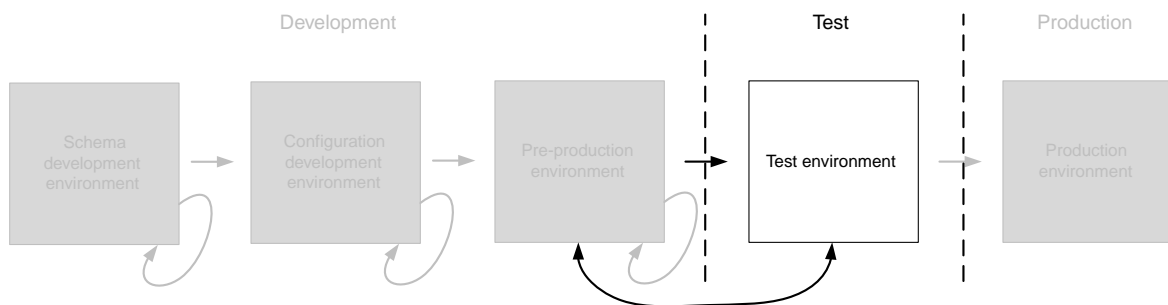 Development
Test
Production
Schema
development
environment
Configuration
development
environment
Pre-production
environment
Test environment
Production
environment